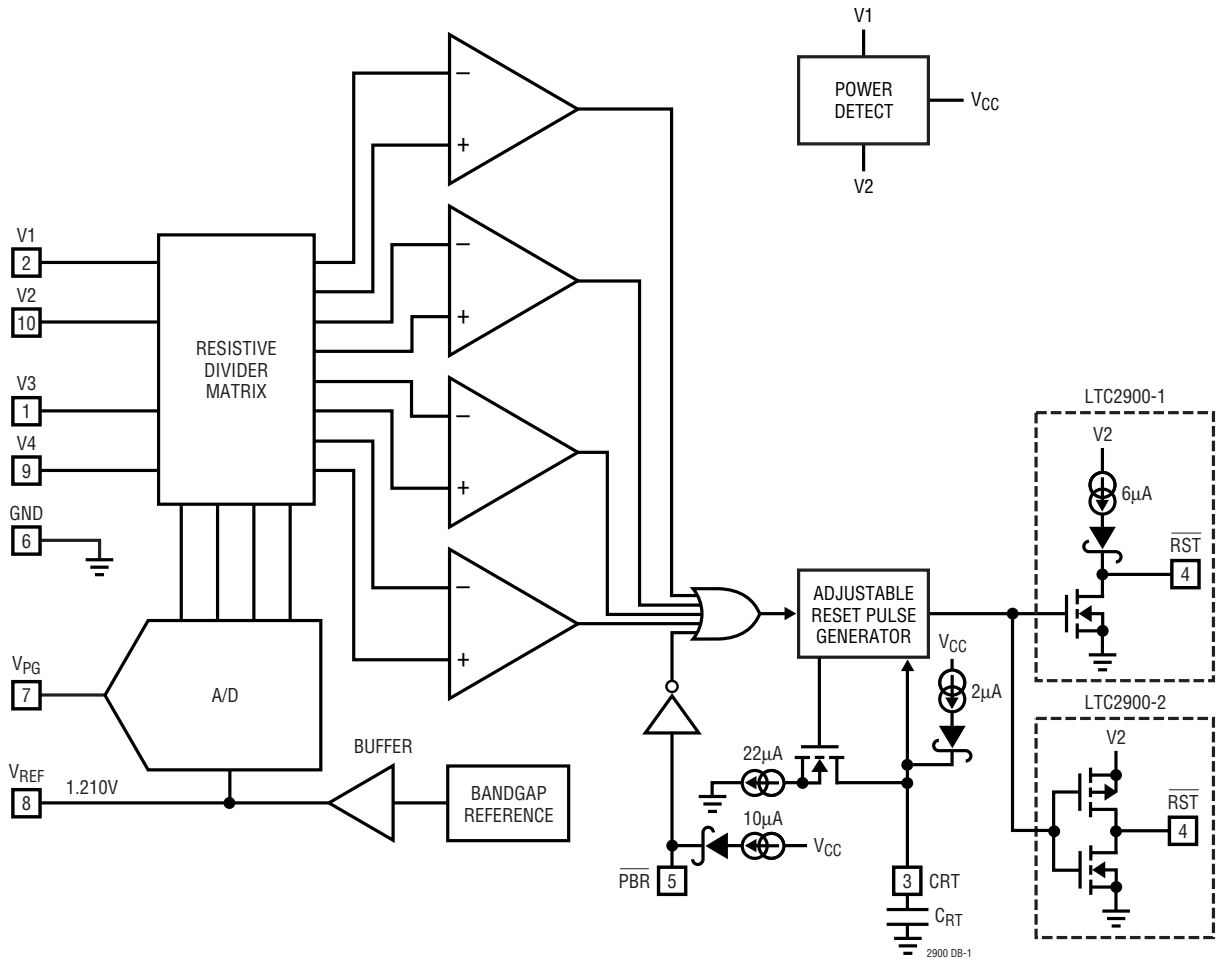 V1
POWER
DETECT
VCC
V2
−
+
−
+
−
+
−
+
V1
2
V2
10
V3
1
V4
9
GND
6
RESISTIVE
DIVIDER
MATRIX
VPG
7
A/D
VREF
8
1.210V
BUFFER
BANDGAP
REFERENCE
ADJUSTABLE
RESET PULSE
GENERATOR
VCC
2µA
22µA
10µA
VCC
PBR
5
3
CRT
CRT
2900 DB-1
LTC2900-1
V2
6µA
RST
4
LTC2900-2
V2
RST
4